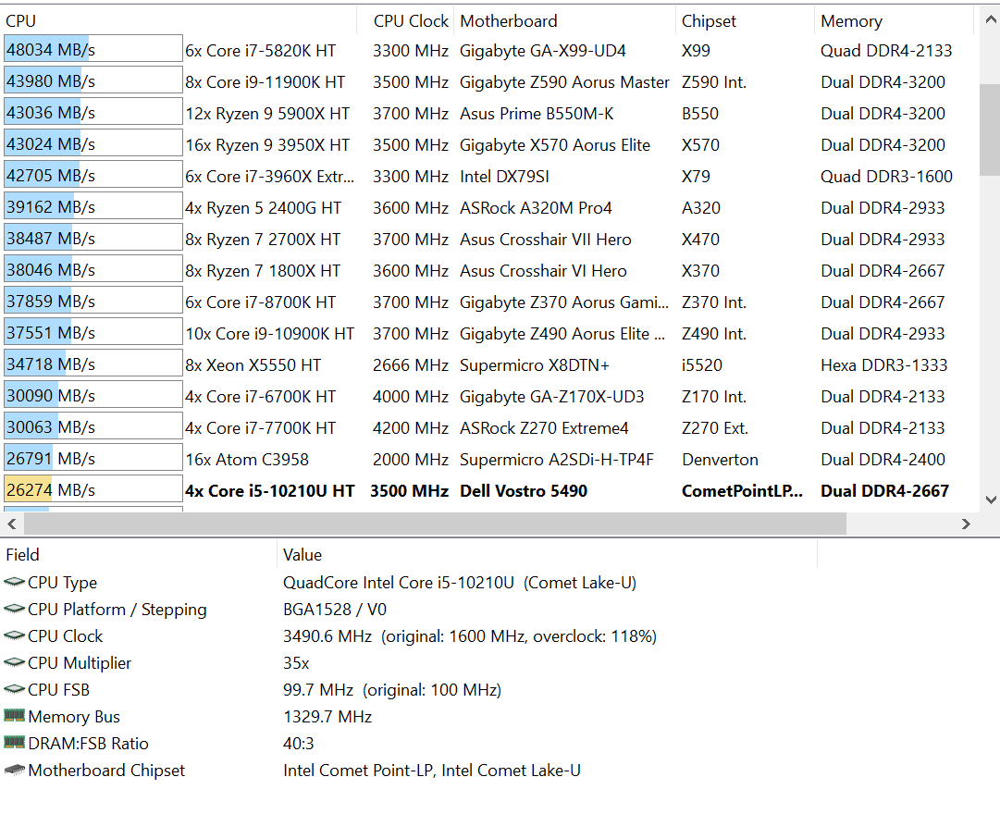 CPU CPU Clock Motherboard Chipset Memory
48034 MB/s 6x Core i7-5820K HT 3300 MHz Gigabyte GA-X99-UD4 X99 Quad DDR4-2133
43980 MB/s 8x Core i9-11900K HT 3500 MHz Gigabyte Z590 Aorus Master Z590 Int. Dual DDR4-3200
43036 MB/s 12x Ryzen 9 5900X HT 3700 MHz Asus Prime B550M-K B550 Dual DDR4-3200
43024 MB/s 16x Ryzen 9 3950X HT 3500 MHz Gigabyte X570 Aorus Elite X570 Dual DDR4-3200
42705 MB/s 6x Core i7-3960X Extr... 3300 MHz Intel DX79SI X79 Quad DDR3-1600
39162 MB/s 4x Ryzen 5 2400G HT 3600 MHz ASRock A320M Pro4 A320 Dual DDR4-2933
38487 MB/s 8x Ryzen 7 2700X HT 3700 MHz Asus Crosshair VII Hero X470 Dual DDR4-2933
38046 MB/s 8x Ryzen 7 1800X HT 3600 MHz Asus Crosshair VI Hero X370 Dual DDR4-2667
37859 MB/s 6x Core i7-8700K HT 3700 MHz Gigabyte Z370 Aorus Gami... Z370 Int. Dual DDR4-2667
37551 MB/s 10x Core i9-10900K HT 3700 MHz Gigabyte Z490 Aorus Elite ... Z490 Int. Dual DDR4-2933
34718 MB/s 8x Xeon X5550 HT 2666 MHz Supermicro X8DTN+ i5520 Hexa DDR3-1333
30090 MB/s 4x Core i7-6700K HT 4000 MHz Gigabyte GA-Z170X-UD3 Z170 Int. Dual DDR4-2133
30063 MB/s 4x Core i7-7700K HT 4200 MHz ASRock Z270 Extreme4 Z270 Ext. Dual DDR4-2133
26791 MB/s 16x Atom C3958 2000 MHz Supermicro A2SDi-H-TP4F Denverton Dual DDR4-2400
26274 MB/s 4x Core i5-10210U HT 3500 MHz Dell Vostro 5490 CometPointLP... Dual DDR4-2667
Field Value
CPU Type QuadCore Intel Core i5-10210U (Comet Lake-U)
CPU Platform / Stepping BGA1528 / V0
CPU Clock 3490.6 MHz (original: 1600 MHz, overclock: 118%)
CPU Multiplier 35x
CPU FSB 99.7 MHz (original: 100 MHz)
Memory Bus 1329.7 MHz
DRAM:FSB Ratio 40:3
Motherboard Chipset Intel Comet Point-LP, Intel Comet Lake-U